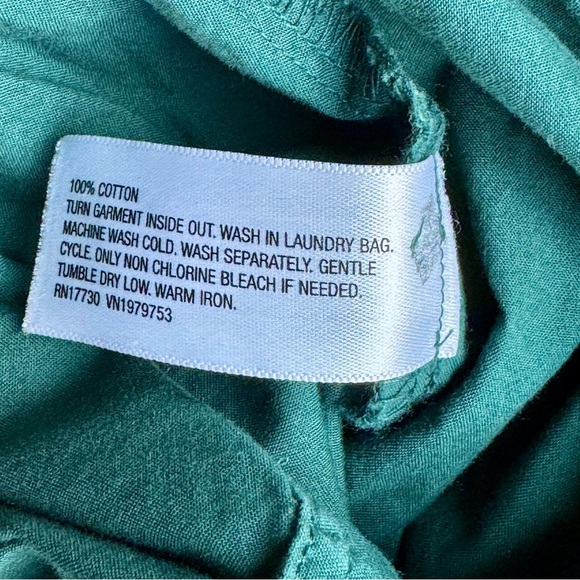 100% COTTON
TURN GARMENT INSIDE OUT. WASH IN LAUNDRY BAG.
MACHINE WASH COLD. WASH SEPARATELY. GENTLE
CYCLE. ONLY NON CHLORINE BLEACH IF NEEDED.
TUMBLE DRY LOW. WARM IRON.
RN17730 VN1979753